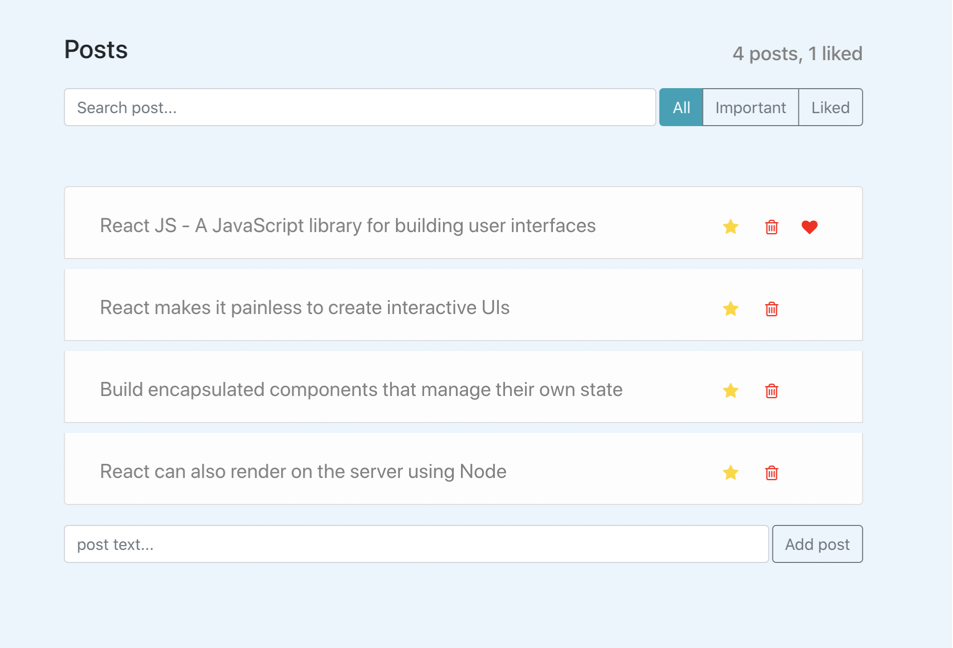 Posts
4 posts, 1 liked
Search post...
All
Important
Liked
React JS - A JavaScript library for building user interfaces
React makes it painless to create interactive UIs
Build encapsulated components that manage their own state
React can also render on the server using Node
post text...
Add post